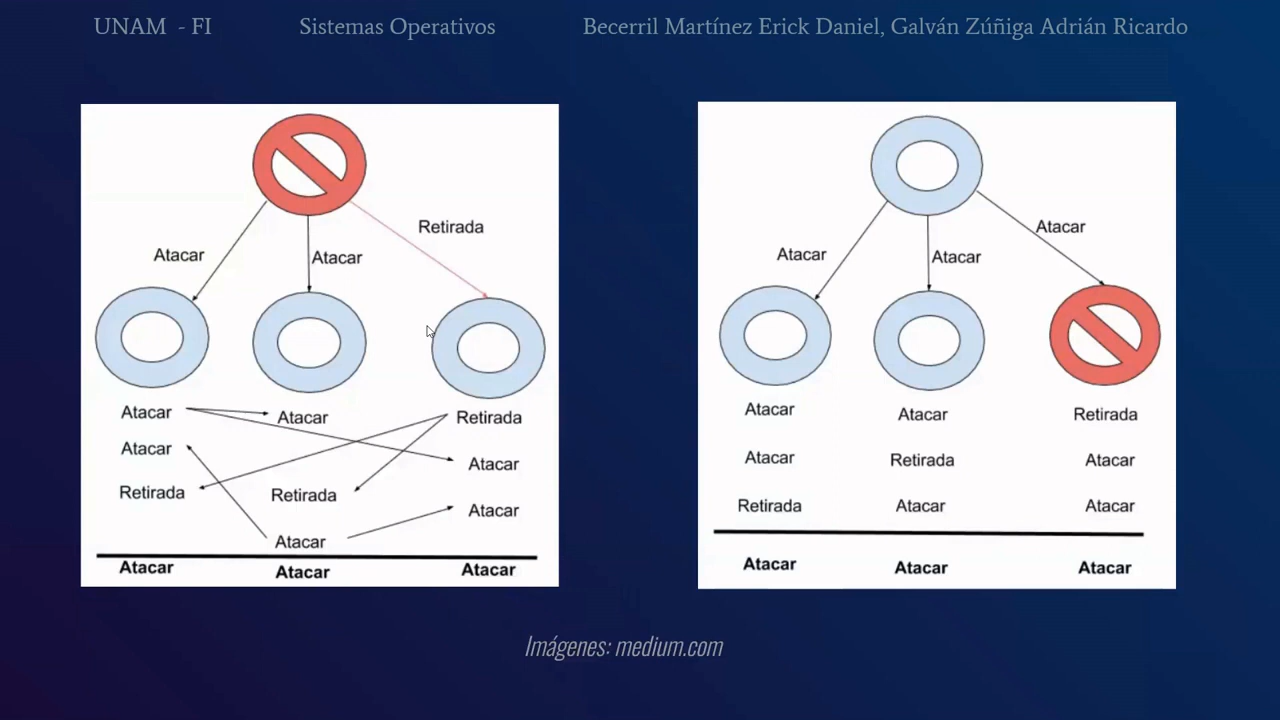 UNAM - FI Sistemas Operativos Becerril Martínez Erick Daniel, Galván Zúñiga Adrián Ricardo
Retirada
Atacar
Atacar
Atacar Atacar Retirada
Atacar
Atacar
Retirada Retirada
Atacar
Atacar
Atacar Atacar Atacar
Atacar
Atacar
Atacar
Atacar Atacar Retirada
Atacar Retirada Atacar
Retirada Atacar Atacar
Atacar Atacar Atacar
Imágenes: medium.com